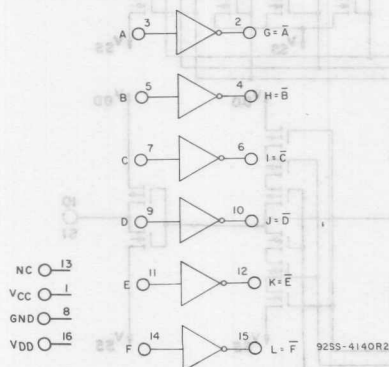 A 3 2 G = A̅
B 5 4 H = B̅
C 7 6 I = C̅
D 9 10 J = D̅
NC 13
E 11 12 K = E̅
VCC 1
GND 8
VDD 16
F 14 15 L = F̅
92SS-4140R2